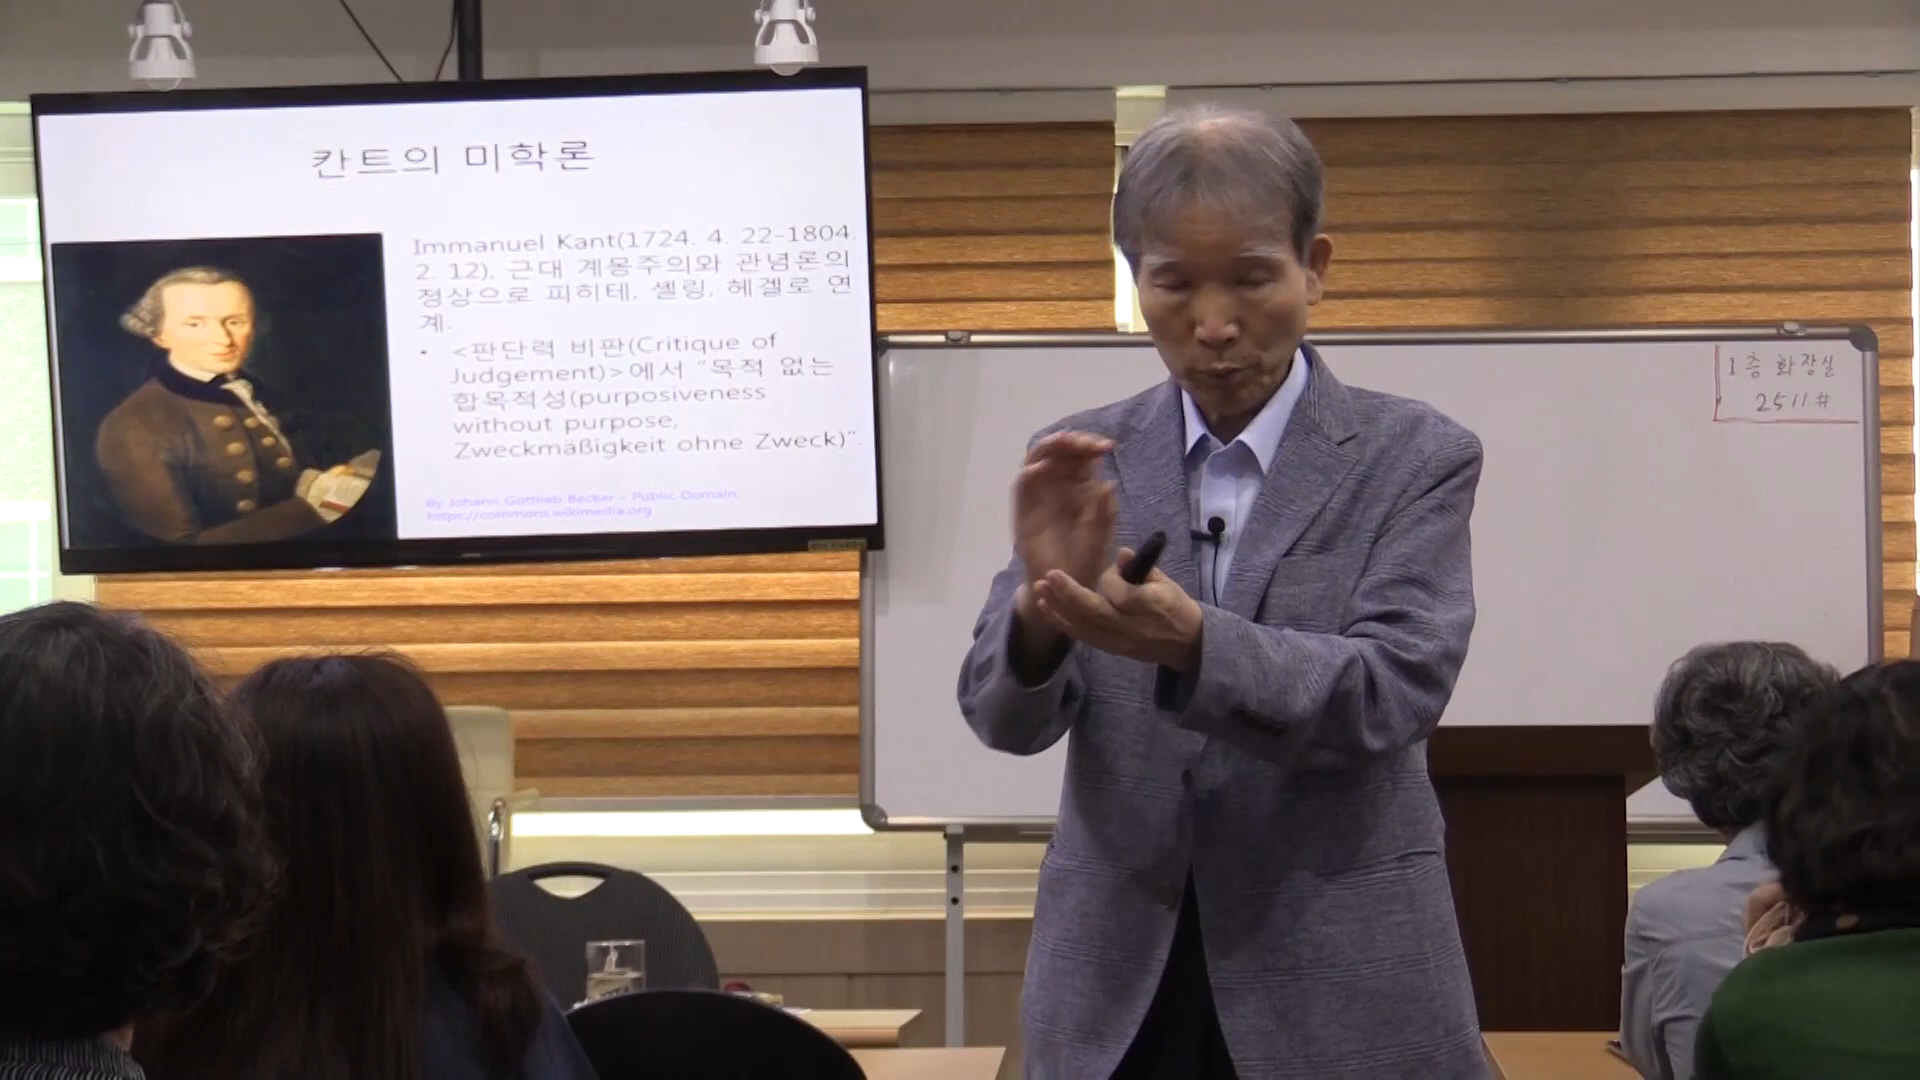 칸트의 미학론
Immanuel Kant(1724. 4. 22-1804.
2. 12), 근대 계몽주의와 관념론의
정상으로 피히테, 쉘링, 헤겔로 연
계.
• <판단력 비판(Critique of
Judgement)>에서 "목적 없는
합목적성(purposiveness
without purpose,
Zweckmäßigkeit ohne Zweck)".
By Johann Gottlieb Becker - Public Domain,
https://commons.wikimedia.org
1층 화장실
2511#